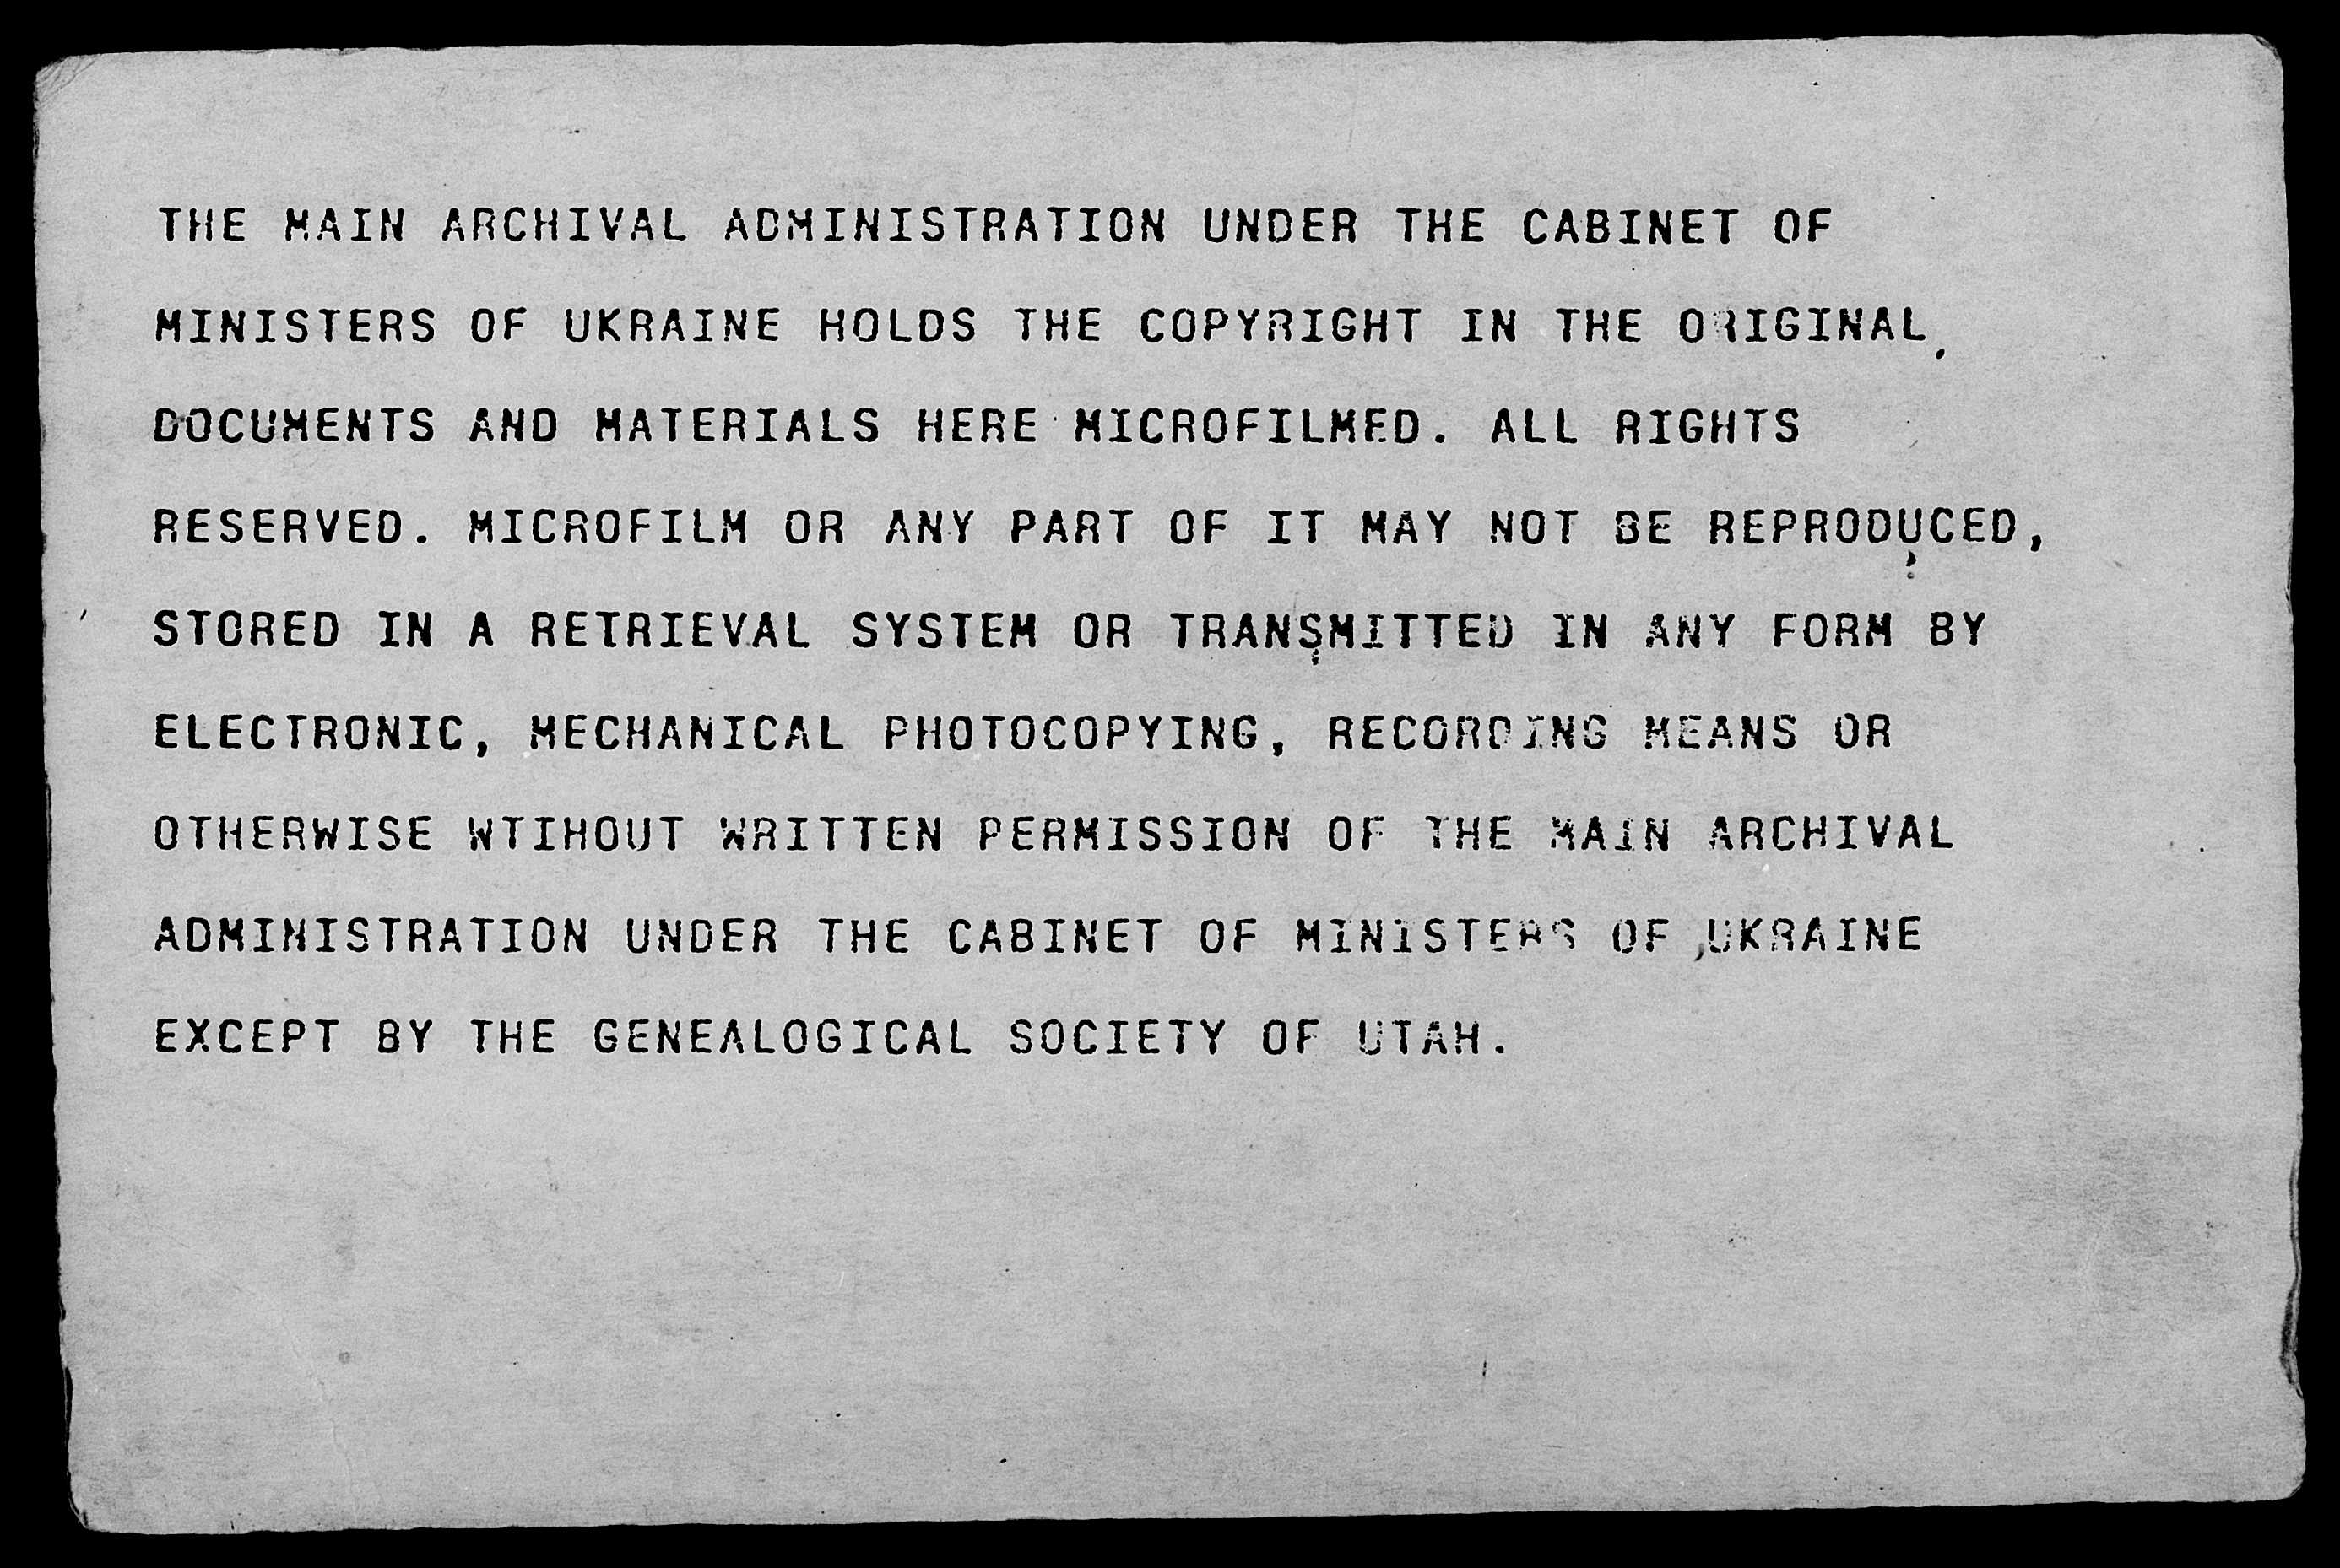 THE MAIN ARCHIVAL ADMINISTRATION UNDER THE CABINET OF
MINISTERS OF UKRAINE HOLDS THE COPYRIGHT IN THE ORIGINAL,
DOCUMENTS AND MATERIALS HERE MICROFILMED. ALL RIGHTS
RESERVED. MICROFILM OR ANY PART OF IT MAY NOT BE REPRODUCED,
STORED IN A RETRIEVAL SYSTEM OR TRANSMITTED IN ANY FORM BY
ELECTRONIC, MECHANICAL PHOTOCOPYING, RECORDING MEANS OR
OTHERWISE WTIHOUT WRITTEN PERMISSION OF THE MAIN ARCHIVAL
ADMINISTRATION UNDER THE CABINET OF MINISTERS OF UKRAINE
EXCEPT BY THE GENEALOGICAL SOCIETY OF UTAH.